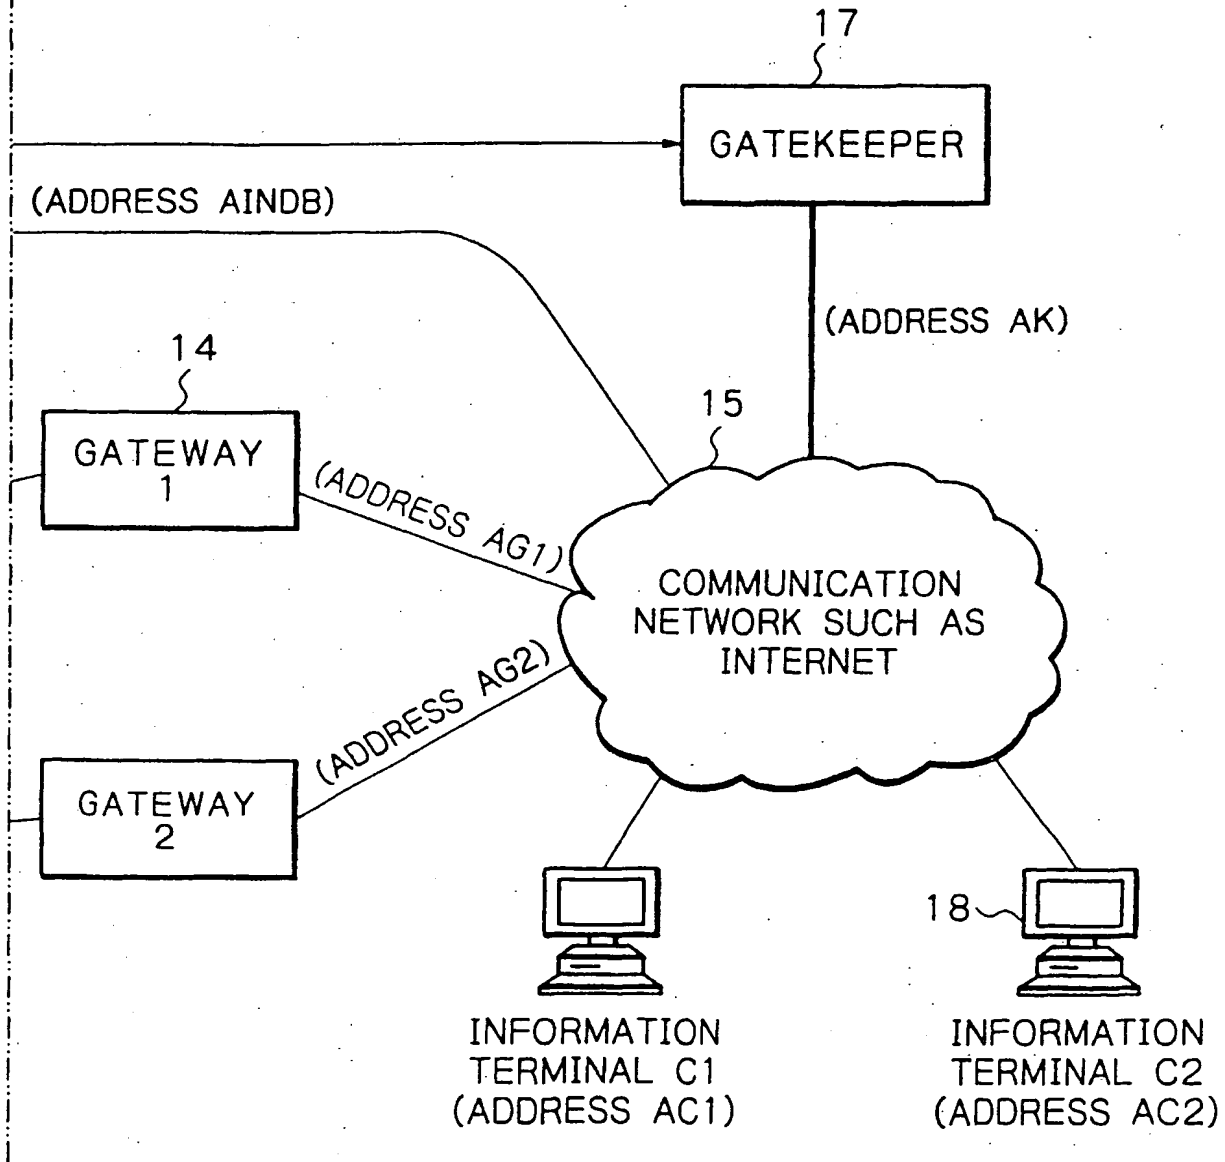 17
GATEKEEPER
(ADDRESS AINDB)
(ADDRESS AK)
14
15
GATEWAY
1
(ADDRESS AG1)
COMMUNICATION
NETWORK SUCH AS
INTERNET
(ADDRESS AG2)
GATEWAY
2
18
INFORMATION
TERMINAL C1
(ADDRESS AC1)
INFORMATION
TERMINAL C2
(ADDRESS AC2)